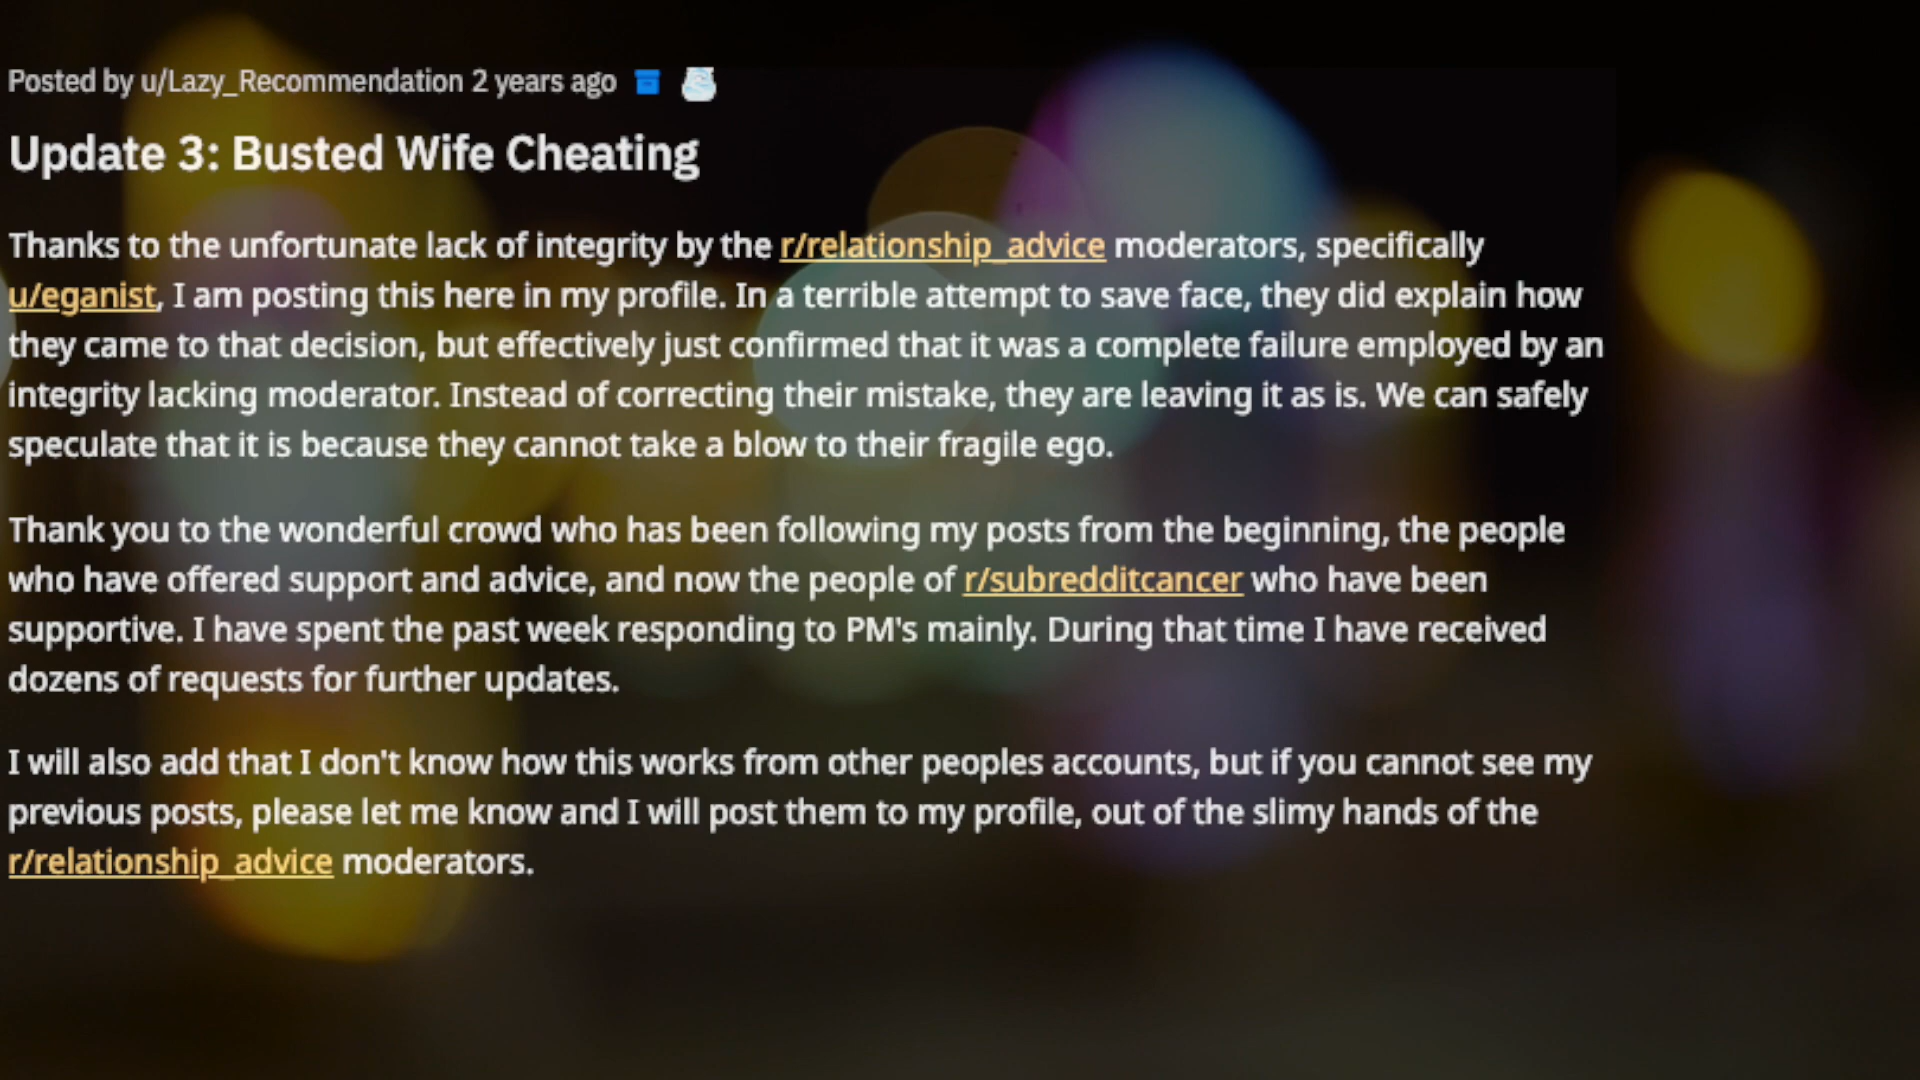 Posted by u/Lazy_Recommendation 2 years ago
Update 3: Busted Wife Cheating
Thanks to the unfortunate lack of integrity by the r/relationship_advice moderators, specifically
u/eganist, I am posting this here in my profile. In a terrible attempt to save face, they did explain how
they came to that decision, but effectively just confirmed that it was a complete failure employed by an
integrity lacking moderator. Instead of correcting their mistake, they are leaving it as is. We can safely
speculate that it is because they cannot take a blow to their fragile ego.
Thank you to the wonderful crowd who has been following my posts from the beginning, the people
who have offered support and advice, and now the people of r/subredditcancer who have been
supportive. I have spent the past week responding to PM's mainly. During that time I have received
dozens of requests for further updates.
I will also add that I don't know how this works from other peoples accounts, but if you cannot see my
previous posts, please let me know and I will post them to my profile, out of the slimy hands of the
r/relationship_advice moderators.